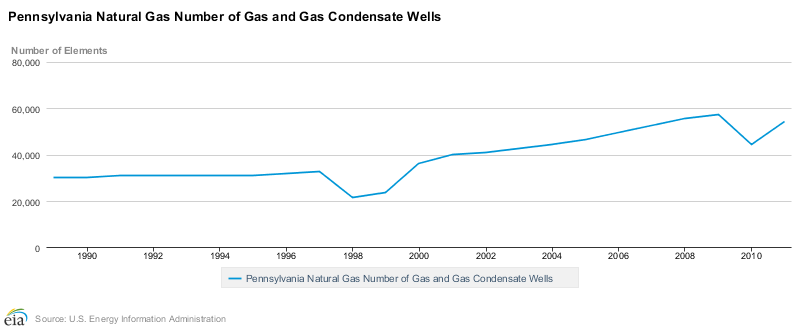 Pennsylvania Natural Gas Number of Gas and Gas Condensate Wells
Number of Elements
80,000
60,000
40,000
20,000
0
1990 1992 1994 1996 1998 2000 2002 2004 2006 2008 2010
Pennsylvania Natural Gas Number of Gas and Gas Condensate Wells
eia Source: U.S. Energy Information Administration